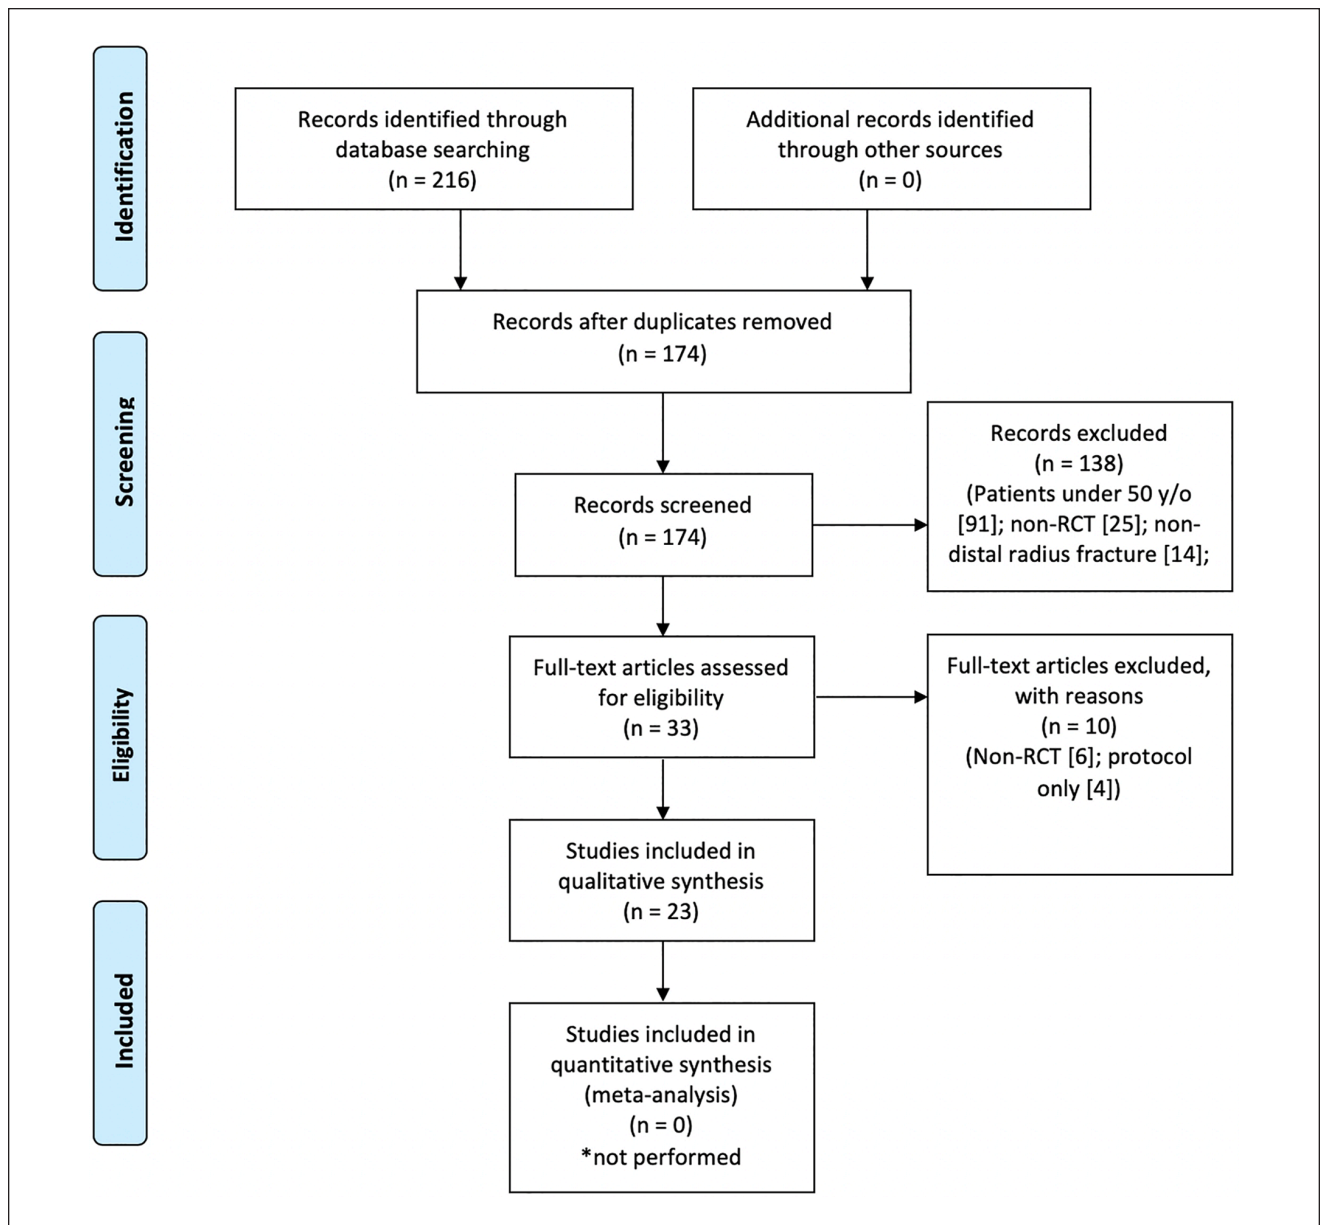 Identification
Records identified through
database searching
(n = 216)
Additional records identified
through other sources
(n = 0)
Records after duplicates removed
(n = 174)
Screening
Records screened
(n = 174)
Records excluded
(n = 138)
(Patients under 50 y/o
[91]; non-RCT [25]; non-
distal radius fracture [14];
Eligibility
Full-text articles assessed
for eligibility
(n = 33)
Full-text articles excluded,
with reasons
(n = 10)
(Non-RCT [6]; protocol
only [4])
Studies included in
qualitative synthesis
(n = 23)
Included
Studies included in
quantitative synthesis
(meta-analysis)
(n = 0)
*not performed